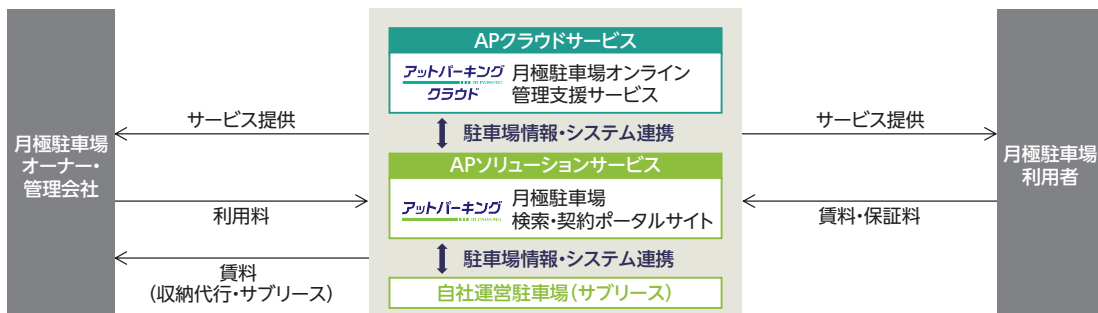 月極駐車場
オーナー・
管理会社
サービス提供
利用料
賃料
(収納代行・サブリース)
APクラウドサービス
アットパーキング
クラウド
月極駐車場オンライン
管理支援サービス
駐車場情報・システム連携
APソリューションサービス
アットパーキング
月極駐車場
検索・契約ポータルサイト
駐車場情報・システム連携
自社運営駐車場(サブリース)
サービス提供
賃料・保証料
月極駐車場
利用者